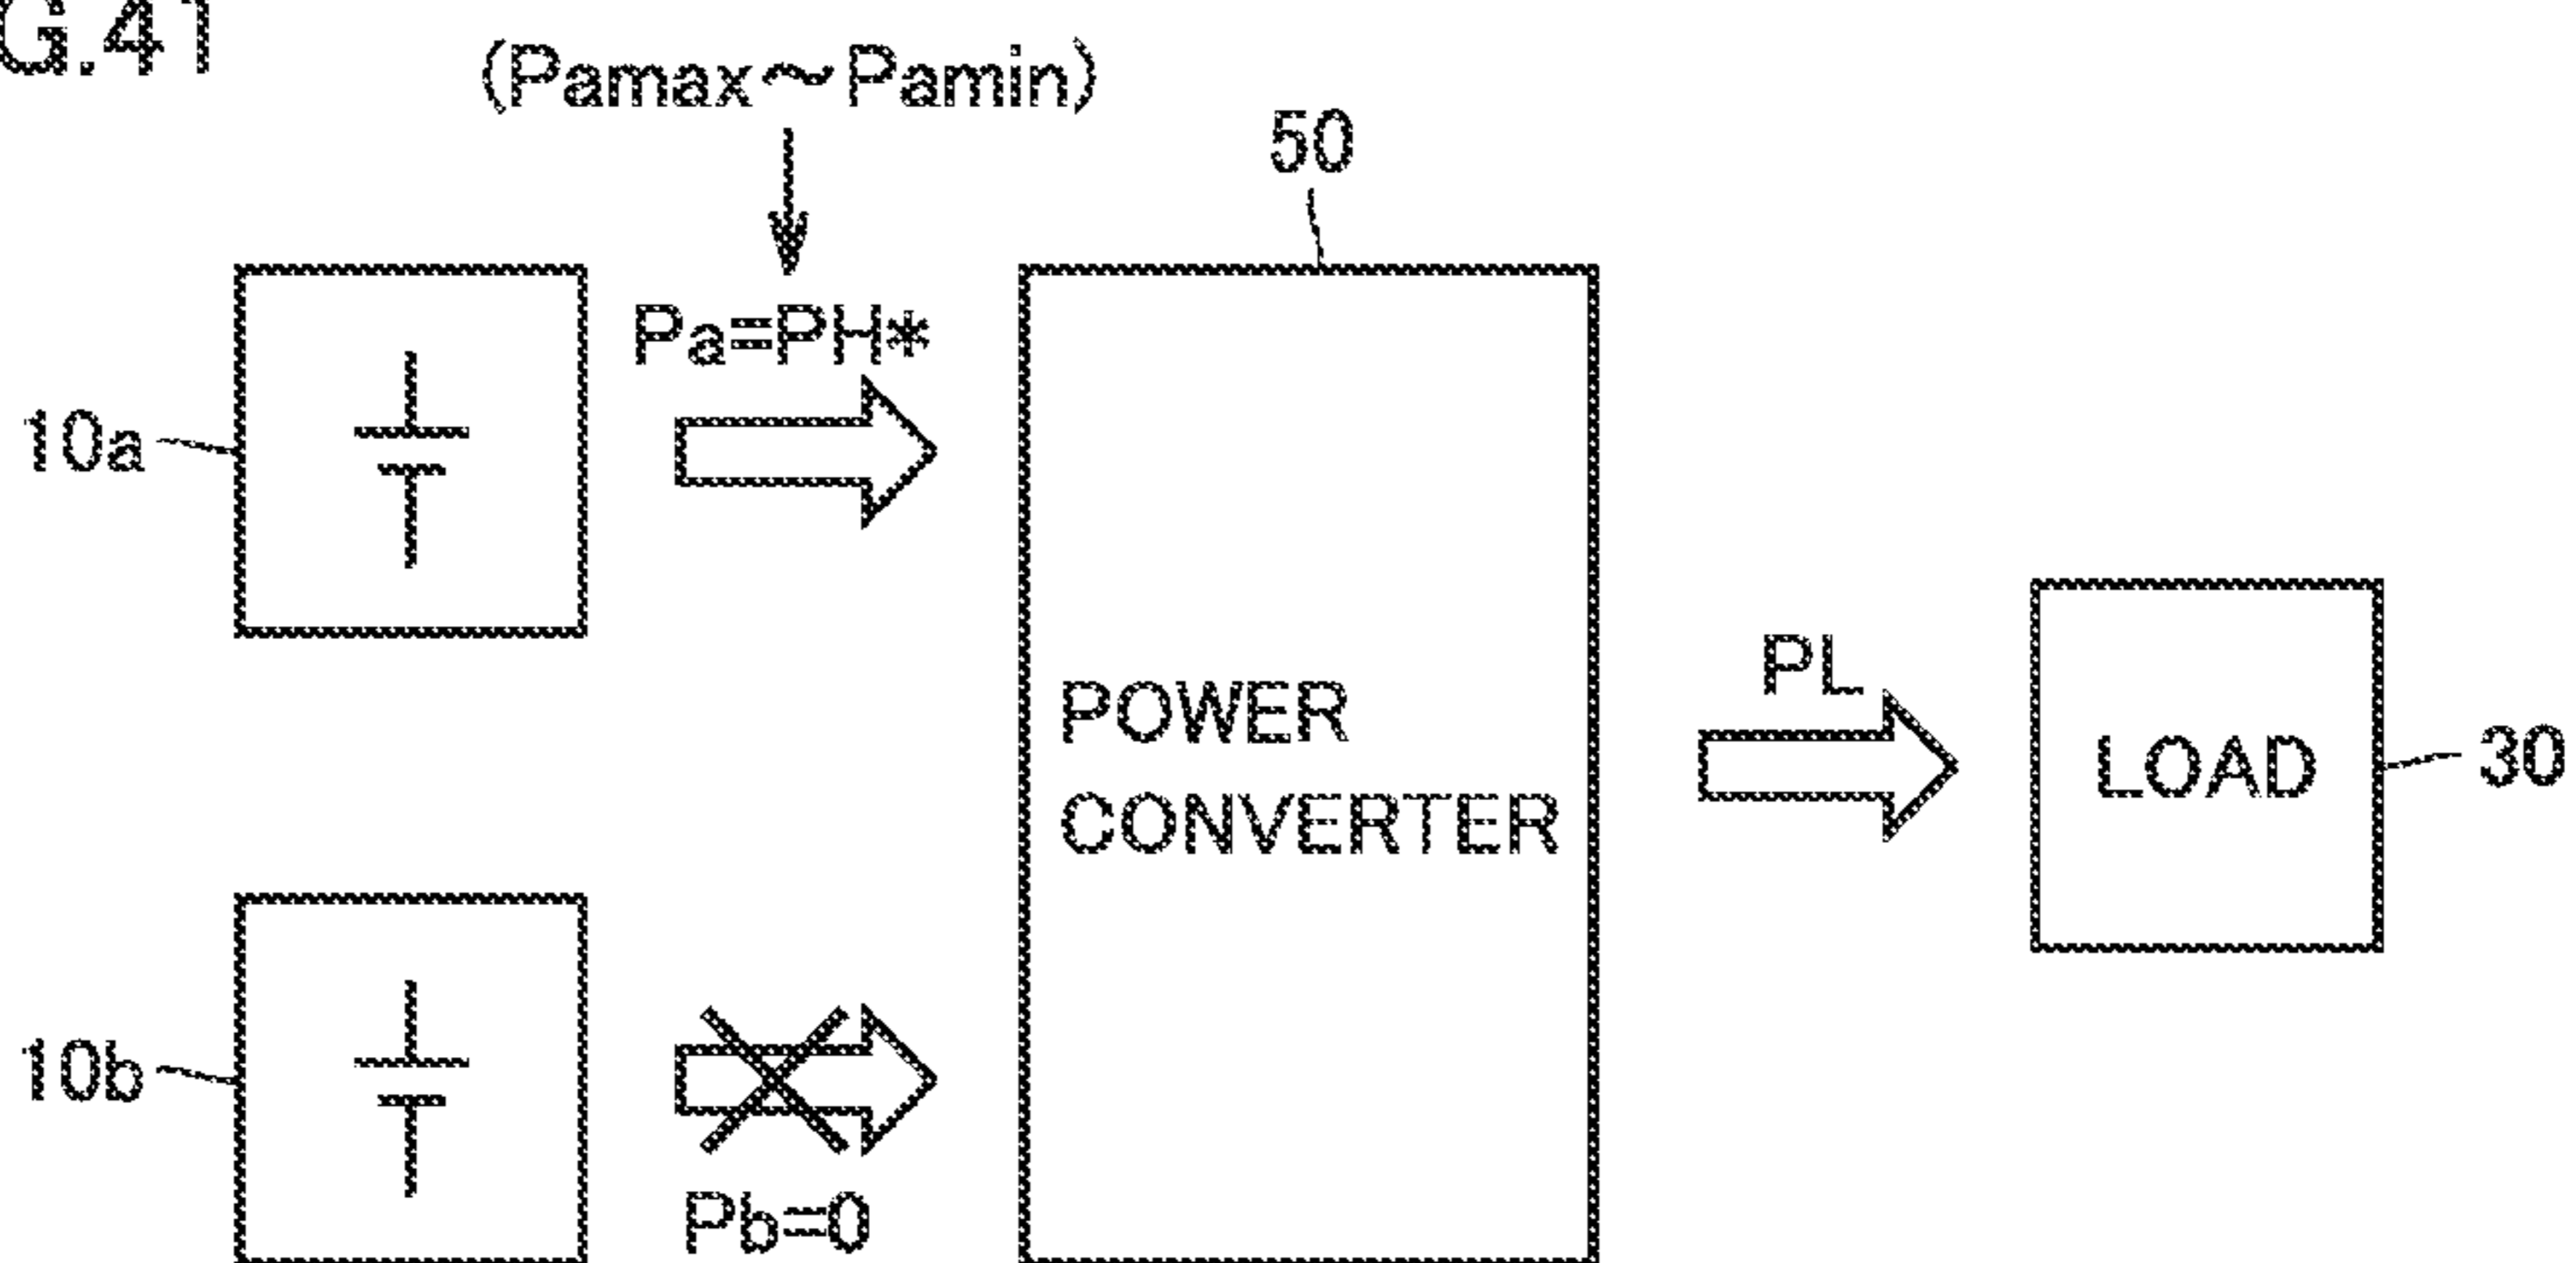 G.41
(Pamax～Pamin)
50
Pa=PH*
10a
POWER
CONVERTER
PL
LOAD
30
10b
Pb=0